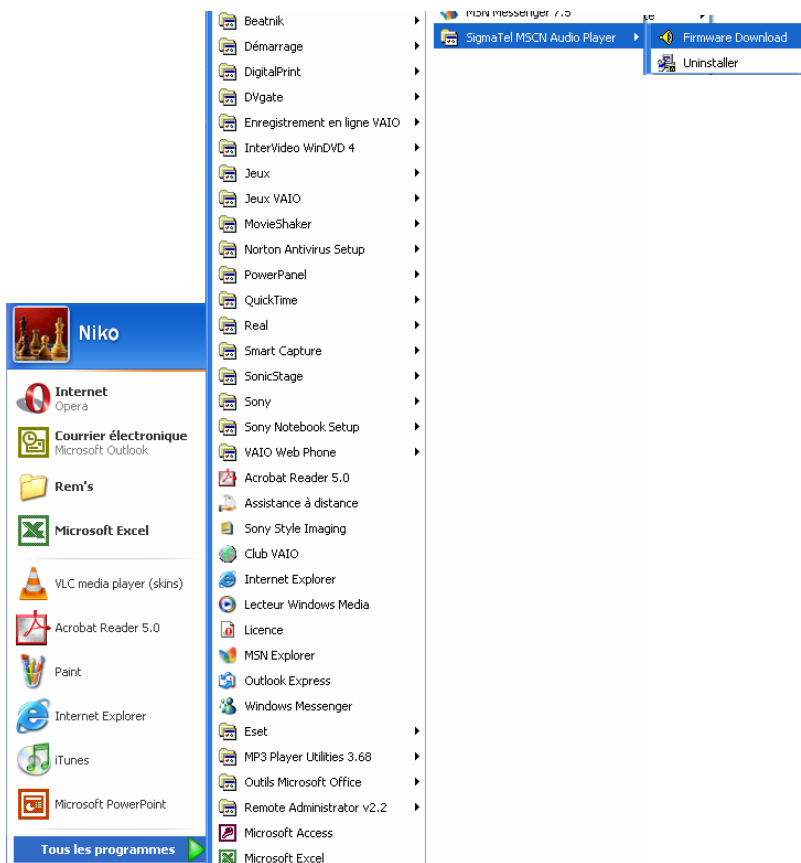 Niko
Internet
Opera
Courrier électronique
Microsoft Outlook
Rem's
Microsoft Excel
VLC media player (skins)
Acrobat Reader 5.0
Paint
Internet Explorer
iTunes
Microsoft PowerPoint
Tous les programmes
Beatnik
Démarrage
DigitalPrint
DVgate
Enregistrement en ligne VAIO
InterVideo WinDVD 4
Jeux
Jeux VAIO
MovieShaker
Norton Antivirus Setup
PowerPanel
QuickTime
Real
Smart Capture
SonicStage
Sony
Sony Notebook Setup
VAIO Web Phone
Acrobat Reader 5.0
Assistance à distance
Sony Style Imaging
Club VAIO
Internet Explorer
Lecteur Windows Media
Licence
MSN Explorer
Outlook Express
Windows Messenger
Eset
MP3 Player Utilities 3.68
Outils Microsoft Office
Remote Administrator v2.2
Microsoft Access
Microsoft Excel
MSN Messenger 7.5
SigmaTel MSCN Audio Player
Firmware Download
Uninstaller